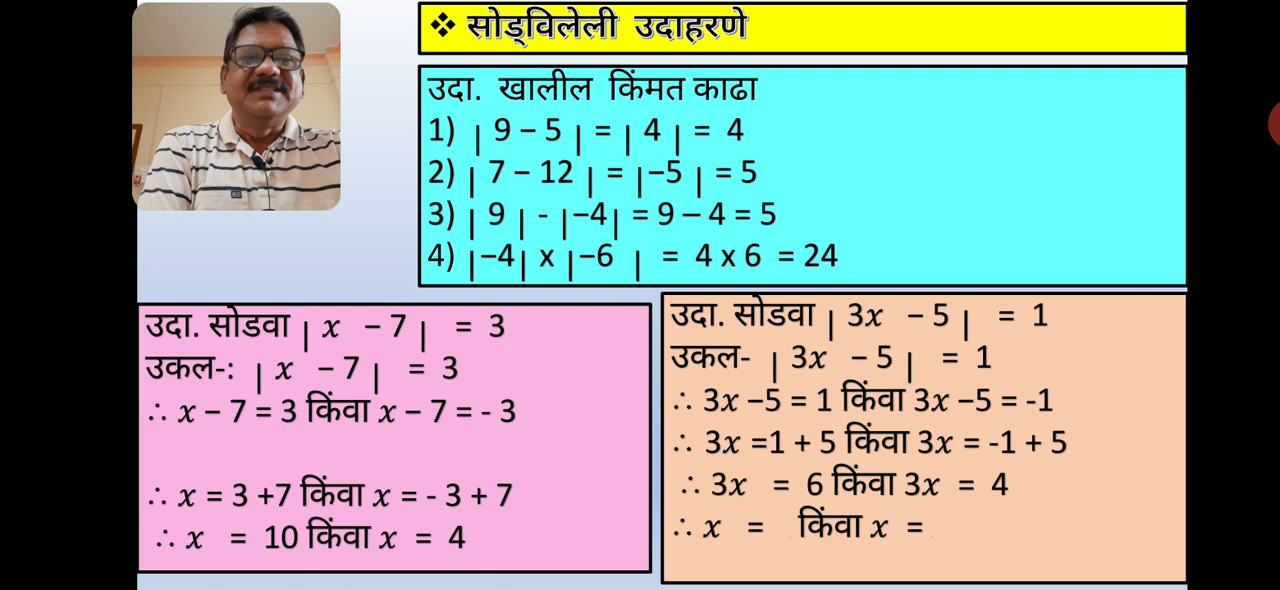 ❖ सोड्विलेली उदाहरणे
उदा. खालील किंमत काढा
1) | 9 − 5 | = | 4 | = 4
2) | 7 − 12 | = |−5 | = 5
3) | 9 | - |−4| = 9 – 4 = 5
4) |−4| x |−6 | = 4 x 6 = 24
उदा. सोडवा | x − 7 | = 3
उकल-: | x − 7 | = 3
∴ x − 7 = 3 किंवा x − 7 = - 3
∴ x = 3 +7 किंवा x = - 3 + 7
∴ x = 10 किंवा x = 4
उदा. सोडवा | 3x − 5 | = 1
उकल- | 3x − 5 | = 1
∴ 3x −5 = 1 किंवा 3x −5 = -1
∴ 3x =1 + 5 किंवा 3x = -1 + 5
∴ 3x = 6 किंवा 3x = 4
∴ x = किंवा x =